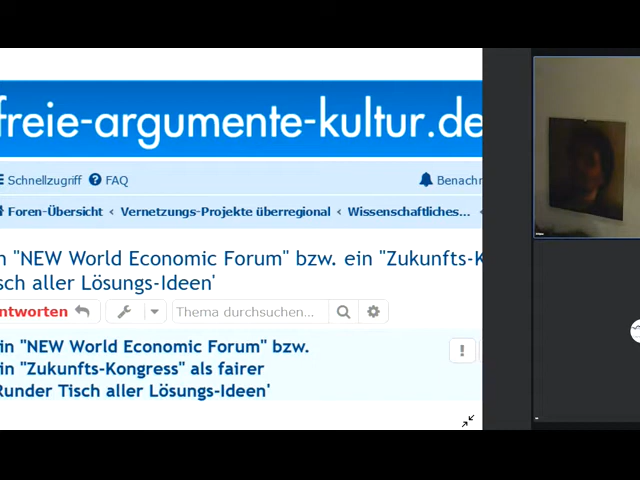 freie-argumente-kultur.de
Schnellzugriff FAQ Benachr
Foren-Übersicht ‹ Vernetzungs-Projekte überregional ‹ Wissenschaftliches... ‹
n "NEW World Economic Forum" bzw. ein "Zukunfts-K
sch aller Lösungs-Ideen'
ntworten Thema durchsuchen...
in "NEW World Economic Forum" bzw.
in "Zukunfts-Kongress" als fairer
Runder Tisch aller Lösungs-Ideen'